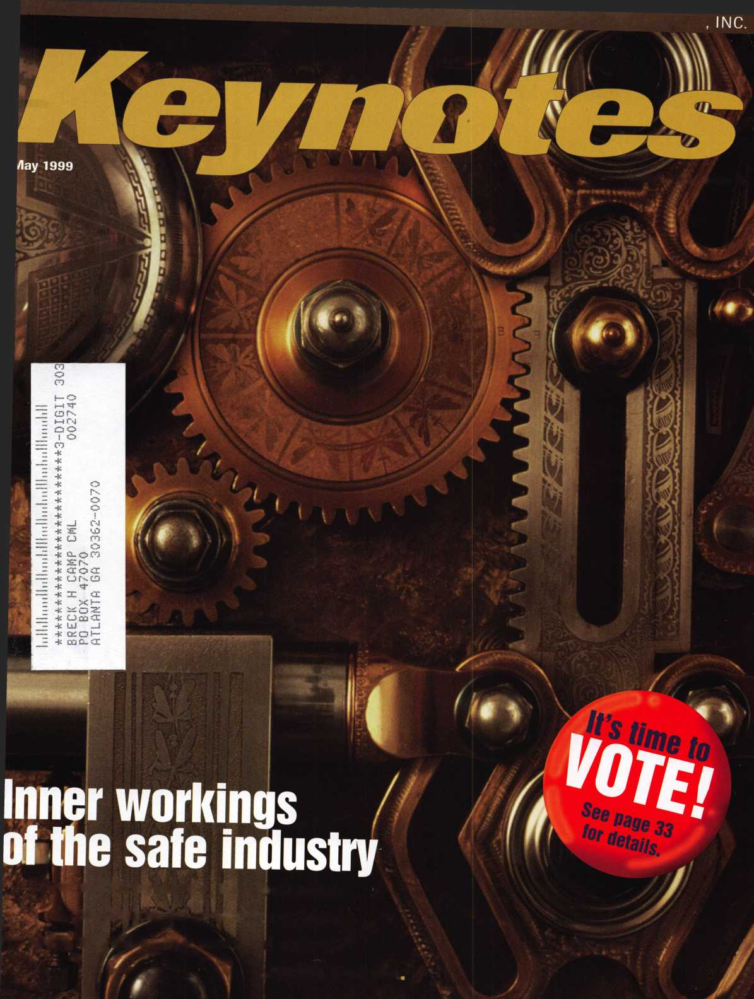 , INC.
Keynotes
May 1999
*****************************3-DIGIT 303
BRECK H CAMP CML 002740
PO BOX 47070
ATLANTA GA 30362-0070
It's time to
VOTE!
See page 33
for details.
Inner workings
of the safe industry